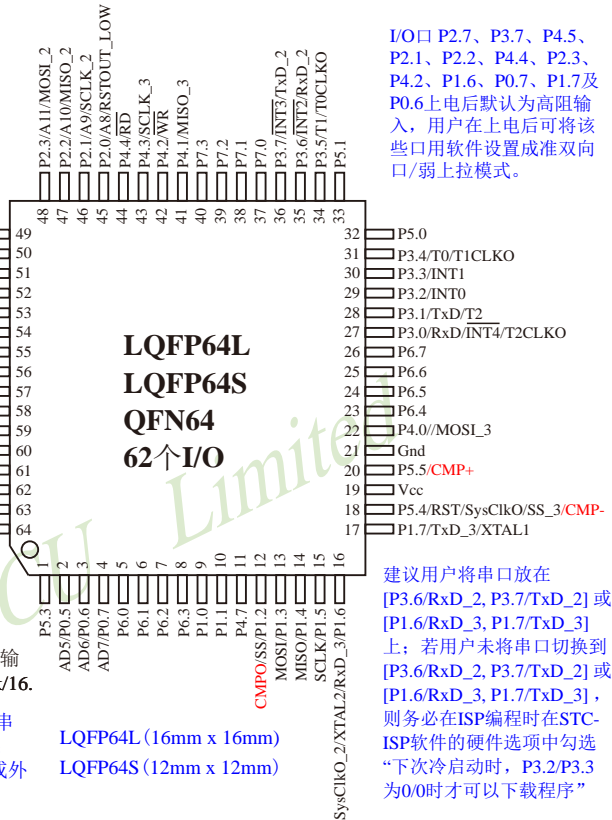 I/O口 P2.7、P3.7、P4.5、
P2.1、P2.2、P4.4、P2.3、
P4.2、P1.6、P0.7、P1.7及
P0.6上电后默认为高阻输
入，用户在上电后可将该
些口用软件设置成准双向
口/弱上拉模式。
P2.3/A11/MOSI_2
P2.2/A10/MISO_2
P2.1/A9/SCLK_2
P2.0/A8/RSTOUT_LOW
P4.4/RD
P4.3/SCLK_3
P4.2/WR
P4.1/MISO_3
P7.3
P7.2
P7.1
P7.0
P3.7/INT3/TxD_2
P3.6/INT2/RxD_2
P3.5/T1/T0CLKO
P5.1
48
47
46
45
44
43
42
41
40
39
38
37
36
35
34
33
49
50
51
52
53
54
55
56
57
58
59
60
61
62
63
64
LQFP64L
LQFP64S
QFN64
62个I/O
CU Limited
32 P5.0
31 P3.4/T0/T1CLKO
30 P3.3/INT1
29 P3.2/INT0
28 P3.1/TxD/T2
27 P3.0/RxD/INT4/T2CLKO
26 P6.7
25 P6.6
24 P6.5
23 P6.4
22 P4.0//MOSI_3
21 Gnd
20 P5.5/CMP+
19 Vcc
18 P5.4/RST/SysClkO/SS_3/CMP-
17 P1.7/TxD_3/XTAL1
1
2
3
4
5
6
7
8
9
10
11
12
13
14
15
16
P5.3
AD5/P0.5
AD6/P0.6
AD7/P0.7
P6.0
P6.1
P6.2
P6.3
P1.0
P1.1
P4.7
CMPO/SS/P1.2
MOSI/P1.3
MISO/P1.4
SCLK/P1.5
SysClkO_2/XTAL2/RxD_3/P1.6
输
/16.
串
或外
LQFP64L（16mm x 16mm）
LQFP64S（12mm x 12mm）
建议用户将串口放在
[P3.6/RxD_2, P3.7/TxD_2] 或
[P1.6/RxD_3, P1.7/TxD_3]
上；若用户未将串口切换到
[P3.6/RxD_2, P3.7/TxD_2] 或
[P1.6/RxD_3, P1.7/TxD_3]，
则务必在ISP编程时在STC-
ISP软件的硬件选项中勾选
“下次冷启动时，P3.2/P3.3
为0/0时才可以下载程序”